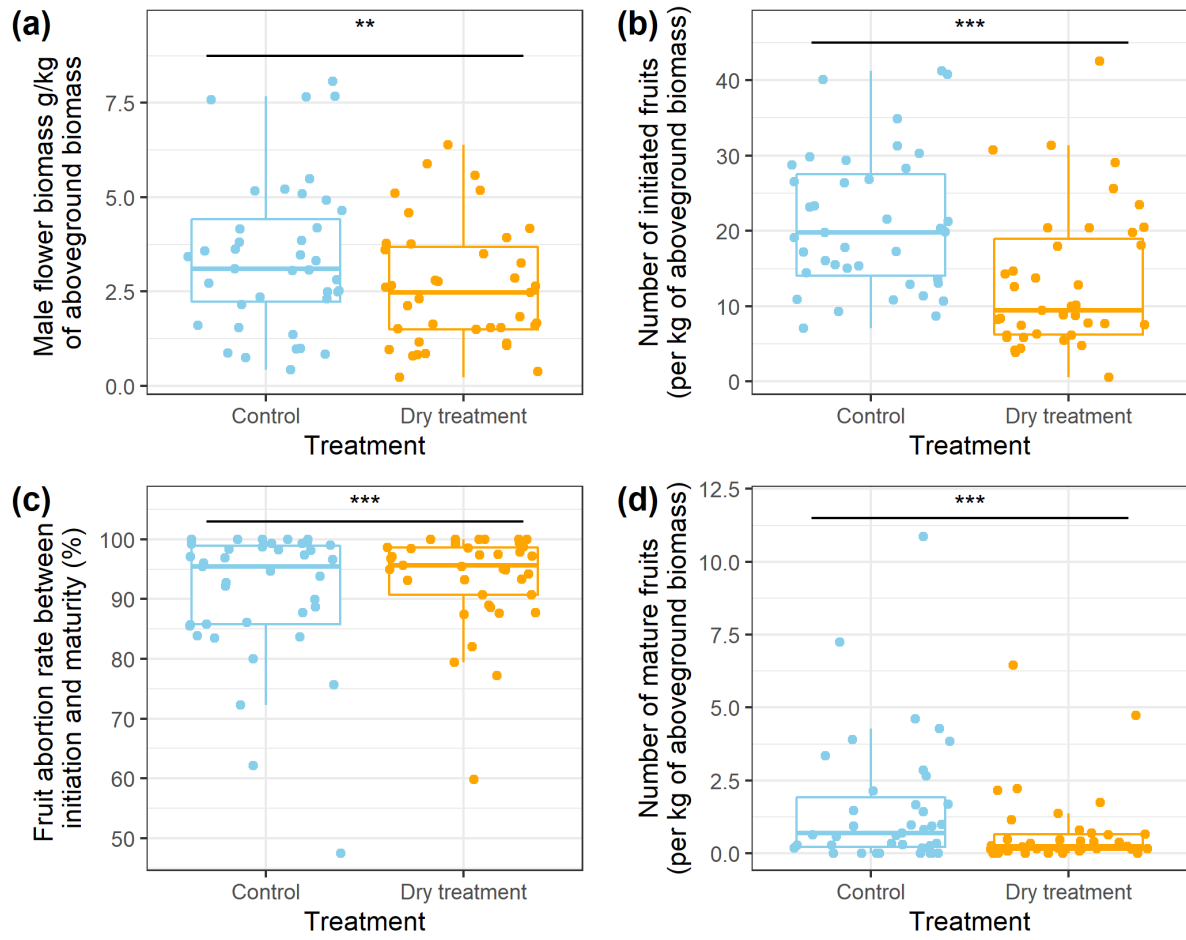 (a)
**
Male flower biomass g/kg
of aboveground biomass
7.5
5.0
2.5
0.0
Control
Dry treatment
Treatment
(b)
***
Number of initiated fruits
(per kg of aboveground biomass)
40
30
20
10
0
Control
Dry treatment
Treatment
(c)
***
Fruit abortion rate between
initiation and maturity (%)
100
90
80
70
60
50
Control
Dry treatment
Treatment
(d)
***
Number of mature fruits
(per kg of aboveground biomass)
12.5
10.0
7.5
5.0
2.5
0.0
Control
Dry treatment
Treatment